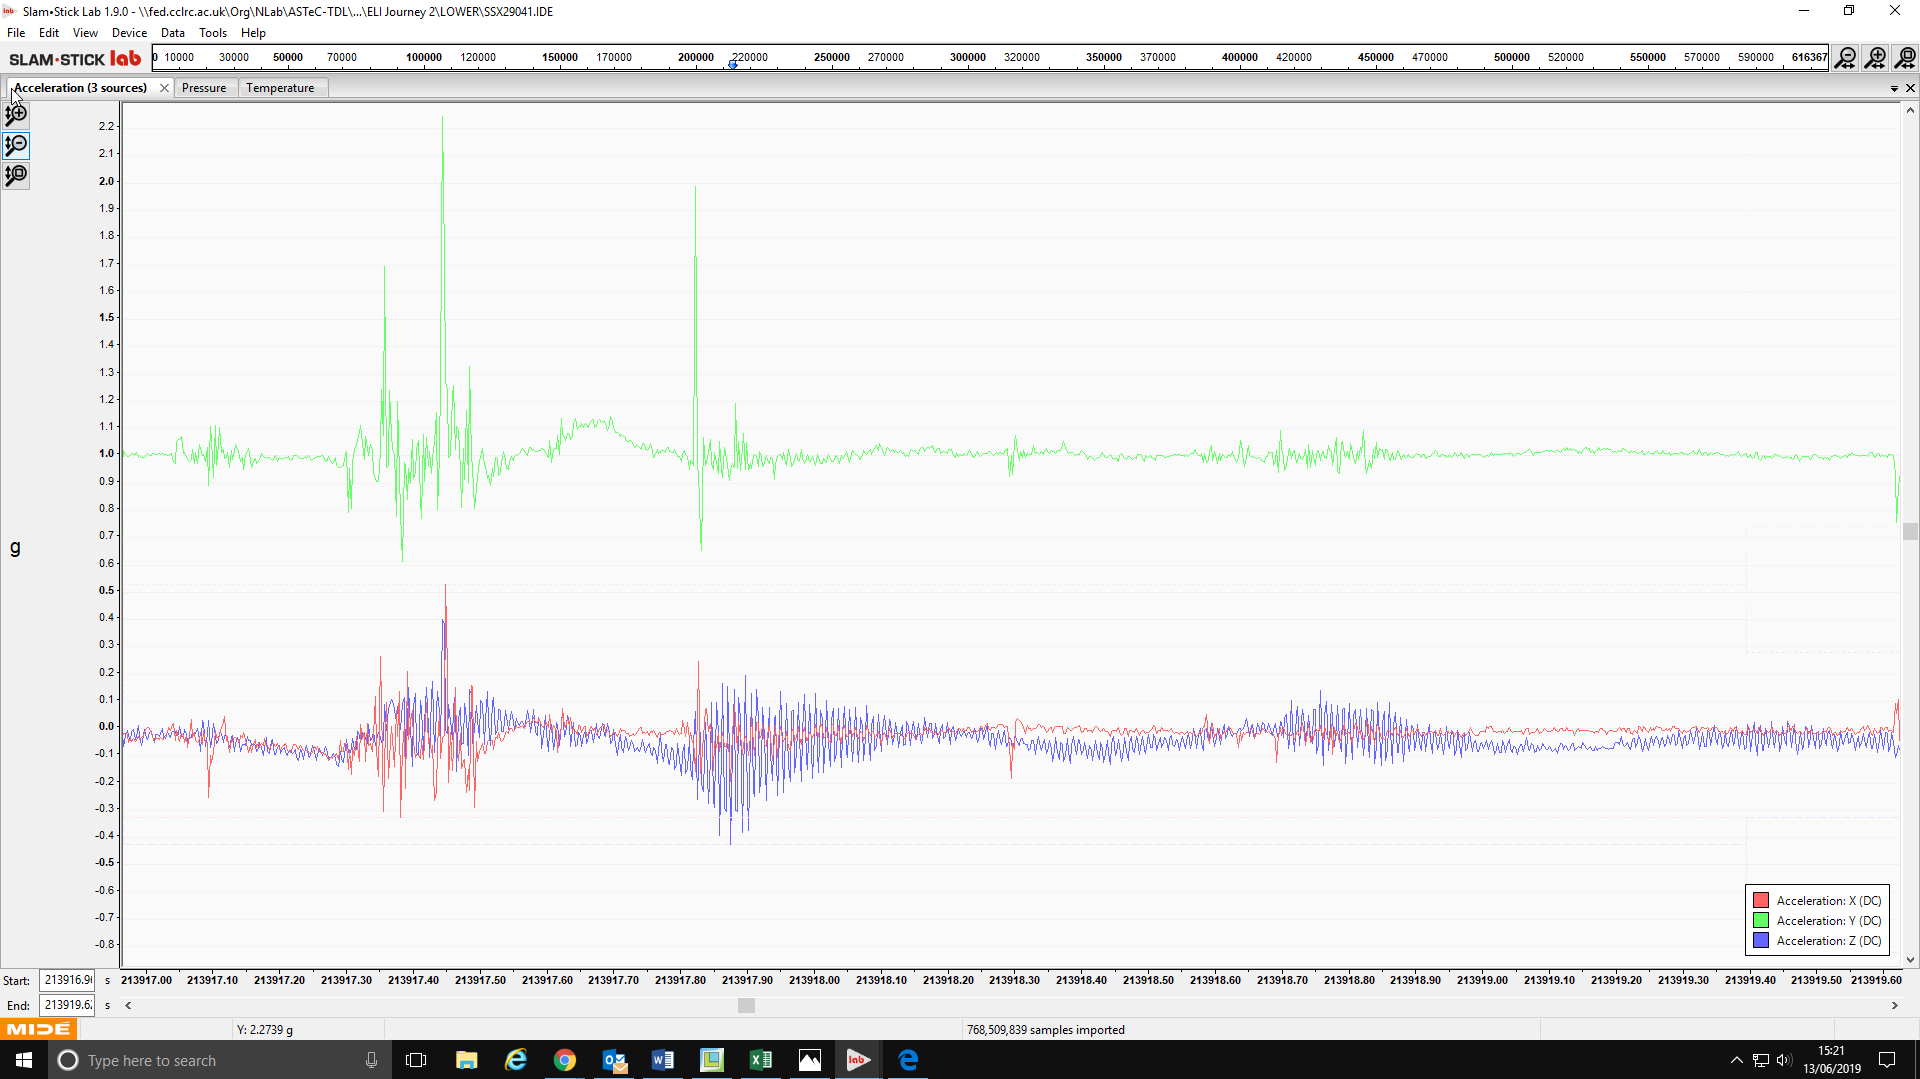 Slam•Stick Lab 1.9.0 - \\fed.cclrc.ac.uk\Org\NLab\ASTeC-TDL\...\ELI Journey 2\LOWER\SSX29041.IDE
File Edit View Device Data Tools Help
SLAM•STICK lab 0 10000 30000 50000 70000 100000 120000 150000 170000 200000 220000 250000 270000 300000 320000 350000 370000 400000 420000 450000 470000 500000 520000 550000 570000 590000 616367
Acceleration (3 sources) Pressure Temperature
2.2
2.1
2.0
1.9
1.8
1.7
1.6
1.5
1.4
1.3
1.2
1.1
1.0
0.9
0.8
0.7
0.6
0.5
0.4
0.3
0.2
0.1
0.0
-0.1
-0.2
-0.3
-0.4
-0.5
-0.6
-0.7
-0.8
g
Acceleration: X (DC)
Acceleration: Y (DC)
Acceleration: Z (DC)
Start: 213916.9 s 213917.00 213917.10 213917.20 213917.30 213917.40 213917.50 213917.60 213917.70 213917.80 213917.90 213918.00 213918.10 213918.20 213918.30 213918.40 213918.50 213918.60 213918.70 213918.80 213918.90 213919.00 213919.10 213919.20 213919.30 213919.40 213919.50 213919.60
End: 213919.6 s
MIDE Y: 2.2739 g 768,509,839 samples imported
Type here to search
lab
15:21
13/06/2019